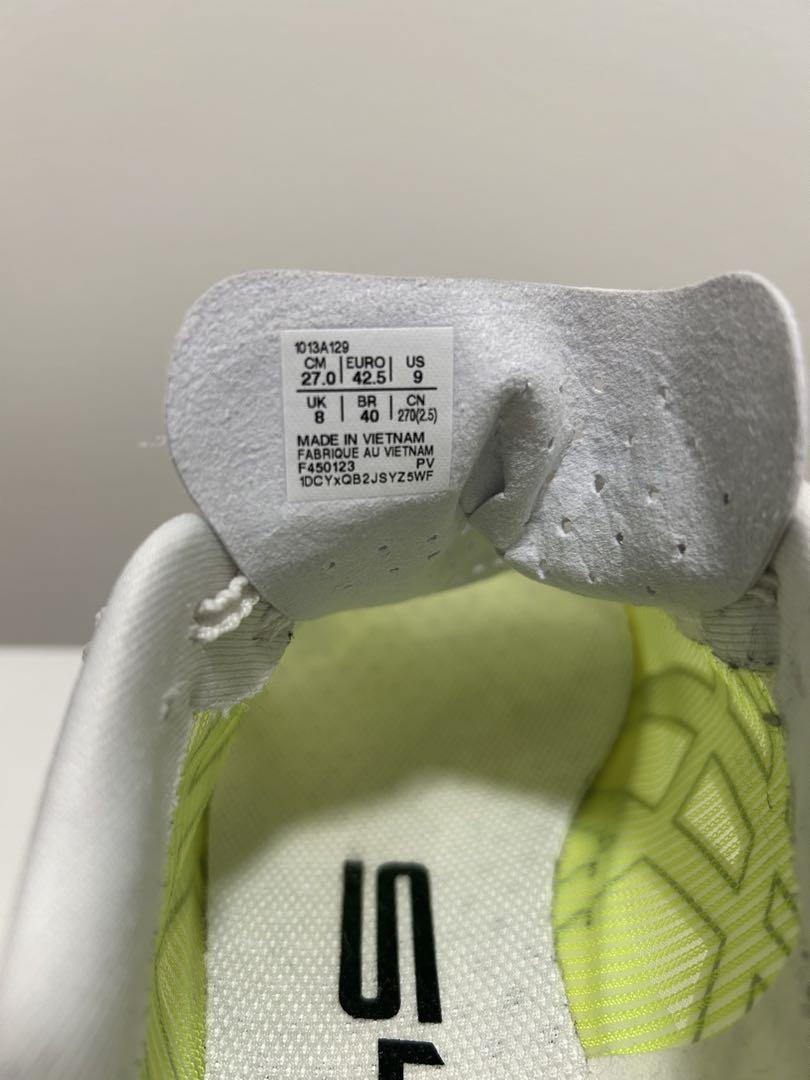 1013A129
CM EURO US
27.0 42.5 9
UK BR CN
8 40 270(2.5)
MADE IN VIETNAM
FABRIQUE AU VIETNAM
F450123 PV
1DCYxQB2JSYZ5WF